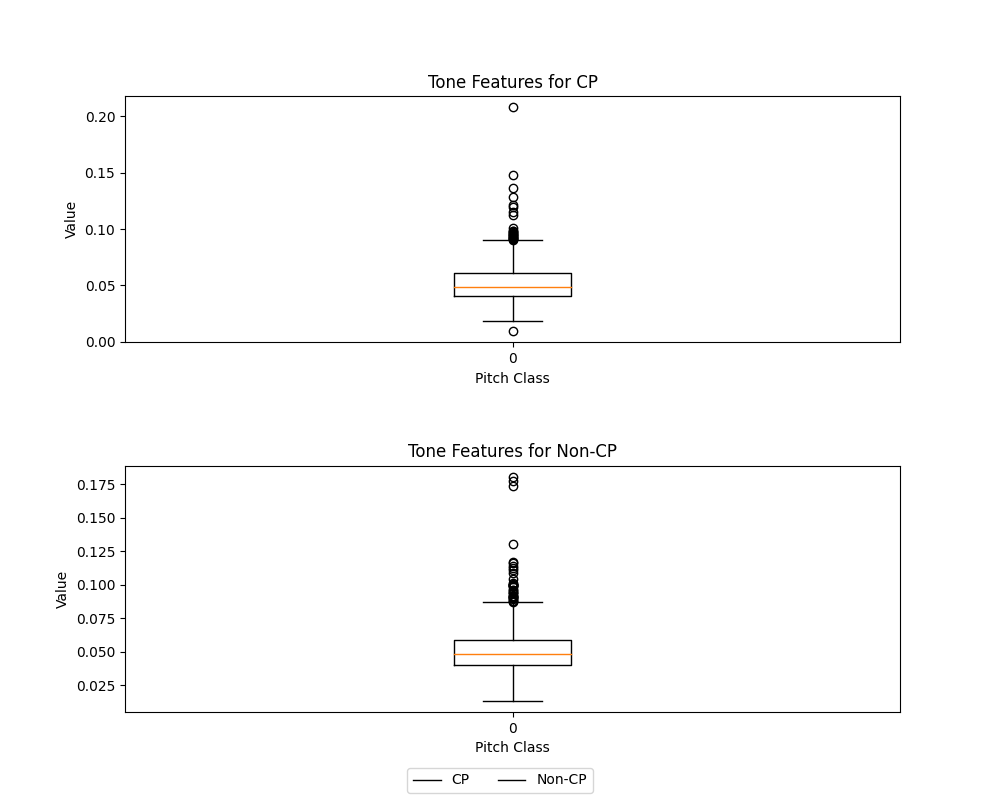 Tone Features for CP
0.20
0.15
0.10
0.05
0.00
Value
0
Pitch Class
Tone Features for Non-CP
0.175
0.150
0.125
0.100
0.075
0.050
0.025
Value
0
Pitch Class
CP Non-CP